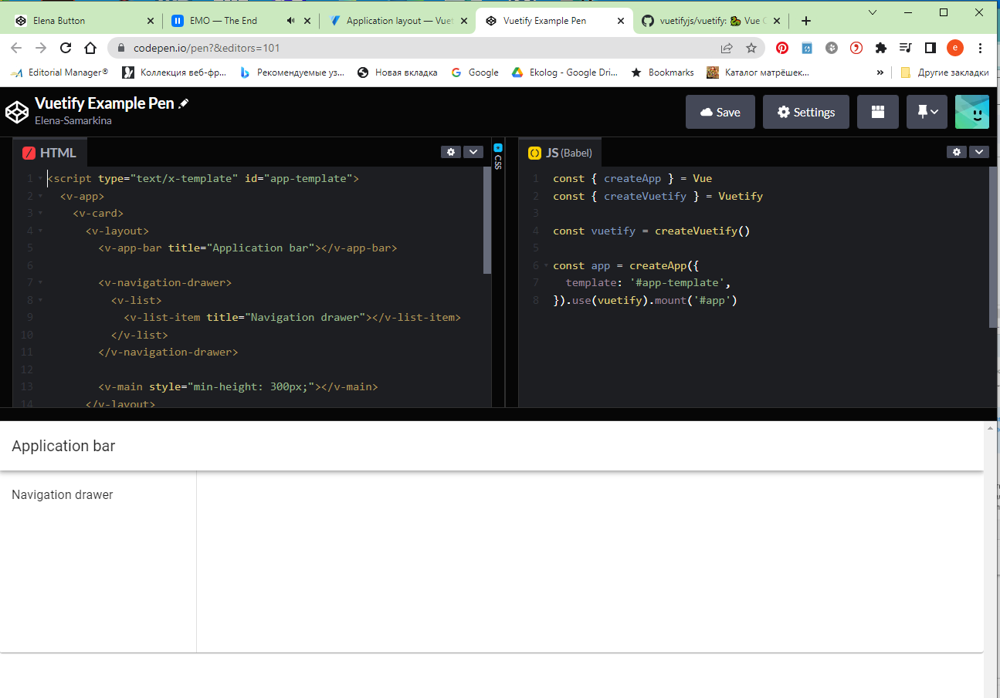 Elena Button
EMO — The End
Application layout — Vuet
Vuetify Example Pen
vuetifyjs/vuetify: 🐉 Vue C
codepen.io/pen?&editors=101
e
Editorial Manager®
Коллекция веб-фр...
Рекомендуемые уз...
Новая вкладка
Google
Ekolog - Google Dri...
Bookmarks
Каталог матрёшек...
»
Другие закладки
Vuetify Example Pen
Elena-Samarkina
Save
Settings
HTML
CSS
1 <script type="text/x-template" id="app-template">
2 <v-app>
3 <v-card>
4 <v-layout>
5 <v-app-bar title="Application bar"></v-app-bar>
6
7 <v-navigation-drawer>
8 <v-list>
9 <v-list-item title="Navigation drawer"></v-list-item>
10 </v-list>
11 </v-navigation-drawer>
12
13 <v-main style="min-height: 300px;"></v-main>
14 </v-layout>
JS (Babel)
1 const { createApp } = Vue
2 const { createVuetify } = Vuetify
3
4 const vuetify = createVuetify()
5
6 const app = createApp({
7 template: '#app-template',
8 }).use(vuetify).mount('#app')
Application bar
Navigation drawer